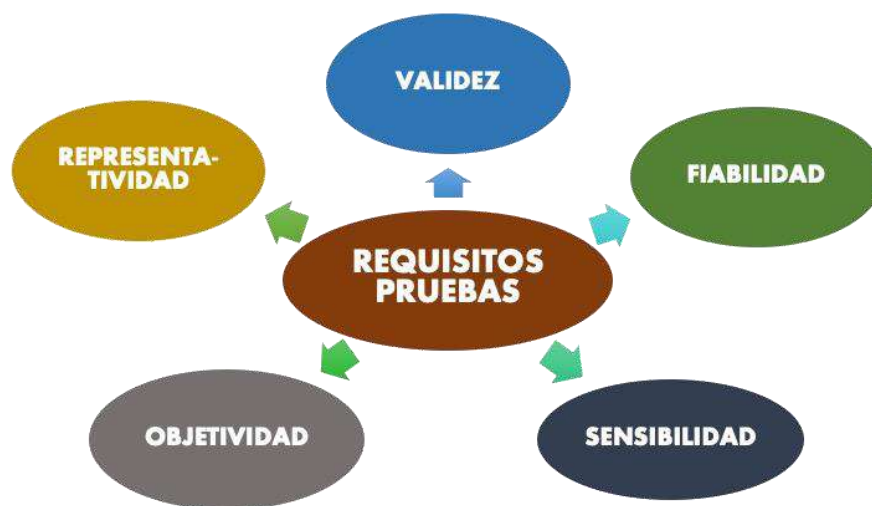 VALIDEZ
REPRESENTA-
TIVIDAD
FIABILIDAD
REQUISITOS
PRUEBAS
OBJETIVIDAD
SENSIBILIDAD